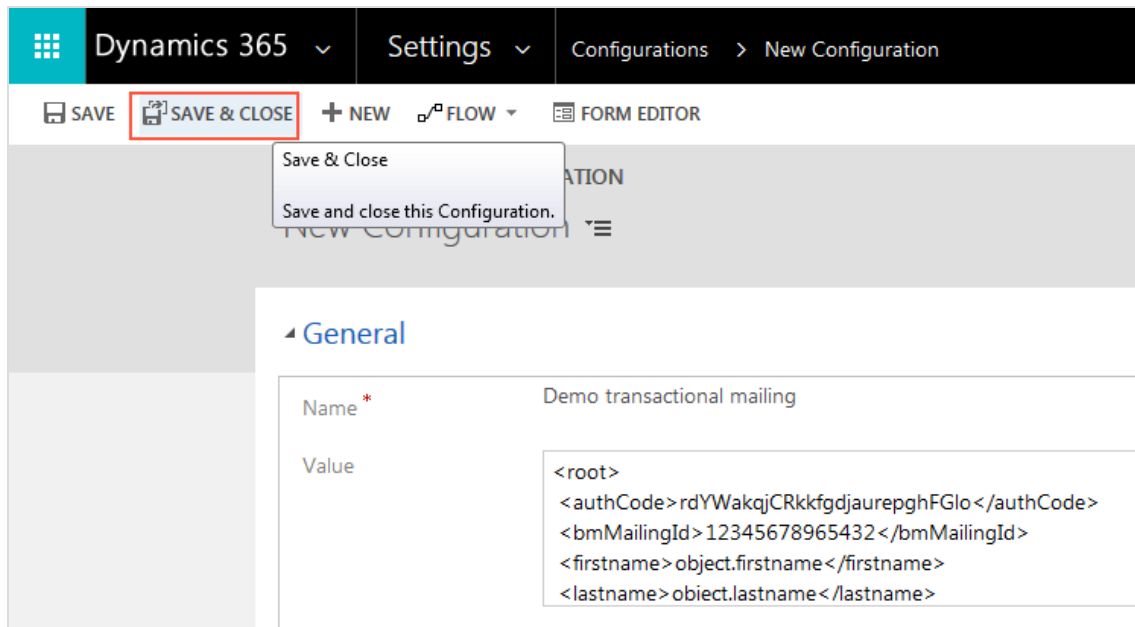 Dynamics 365 Settings Configurations > New Configuration
SAVE SAVE & CLOSE + NEW FLOW FORM EDITOR
Save & Close
ATION
Save and close this Configuration.
New Configuration
General
Name * Demo transactional mailing
Value
<root>
<authCode>rdYWakqjCRkkfgdjaurepghFGlo</authCode>
<bmMailingId>12345678965432</bmMailingId>
<firstname>object.firstname</firstname>
<lastname>object.lastname</lastname>